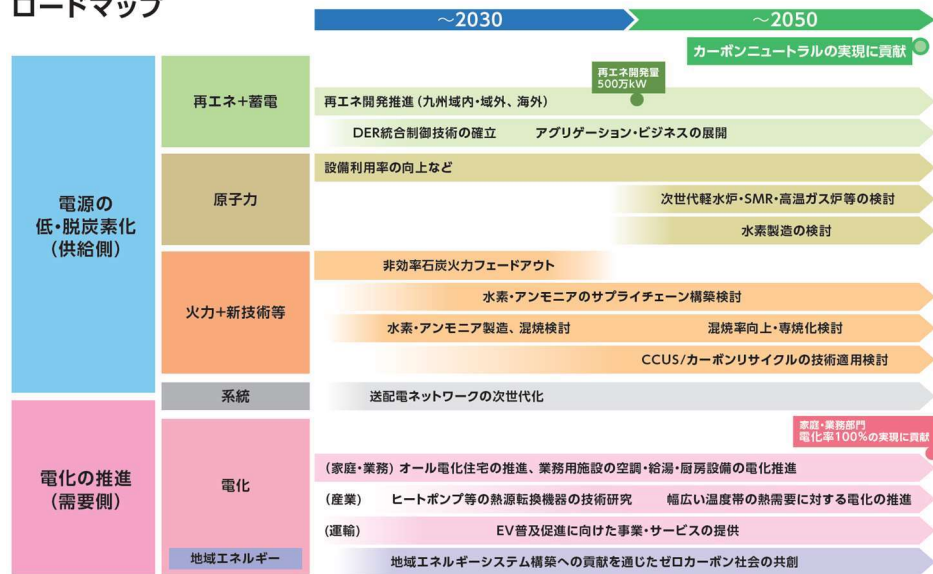 ロードマップ
～2030
～2050
カーボンニュートラルの実現に貢献
電源の
低・脱炭素化
(供給側)
再エネ+蓄電
再エネ開発量
500万kW
再エネ開発推進(九州域内・域外、海外)
DER統合制御技術の確立
アグリゲーション・ビジネスの展開
原子力
設備利用率の向上など
次世代軽水炉・SMR・高温ガス炉等の検討
水素製造の検討
火力+新技術等
非効率石炭火力フェードアウト
水素・アンモニアのサプライチェーン構築検討
水素・アンモニア製造、混焼検討
混焼率向上・専焼化検討
CCUS/カーボンリサイクルの技術適用検討
系統
送配電ネットワークの次世代化
電化の推進
(需要側)
電化
家庭・業務部門
電化率100%の実現に貢献
(家庭・業務) オール電化住宅の推進、業務用施設の空調・給湯・厨房設備の電化推進
(産業)
ヒートポンプ等の熱源転換機器の技術研究
幅広い温度帯の熱需要に対する電化の推進
(運輸)
EV普及促進に向けた事業・サービスの提供
地域エネルギー
地域エネルギーシステム構築への貢献を通じたゼロカーボン社会の共創